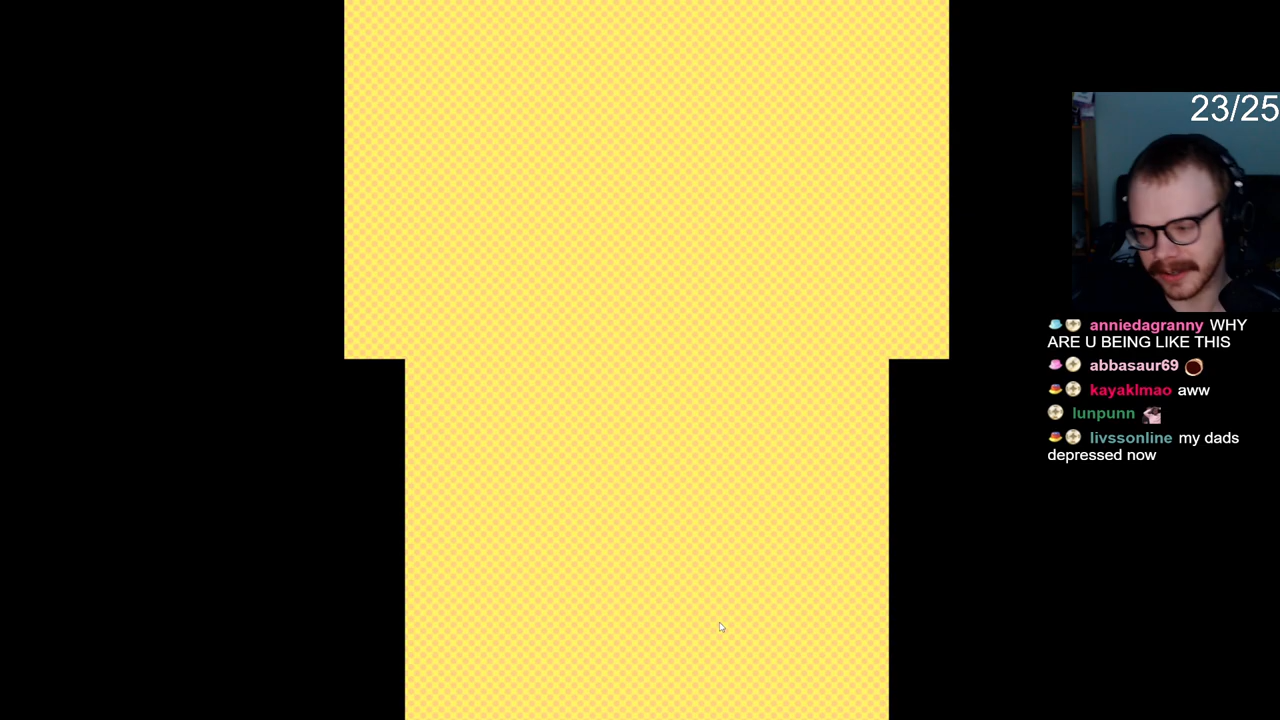 23/25
anniedagranny WHY
ARE U BEING LIKE THIS
abbasaur69
kayaklmao aww
lunpunn
livssonline my dads
depressed now